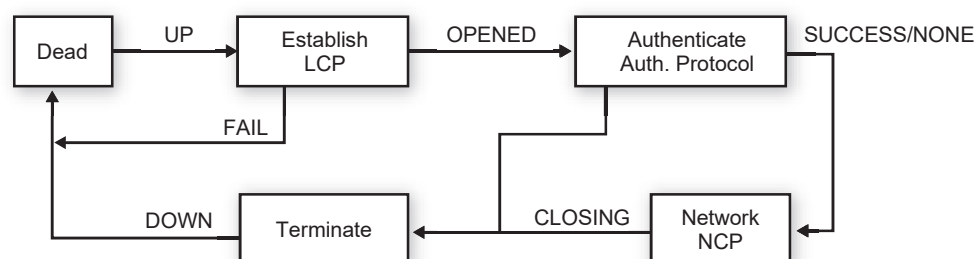 Dead
UP
Establish
LCP
OPENED
Authenticate
Auth. Protocol
SUCCESS/NONE
FAIL
DOWN
Terminate
CLOSING
Network
NCP